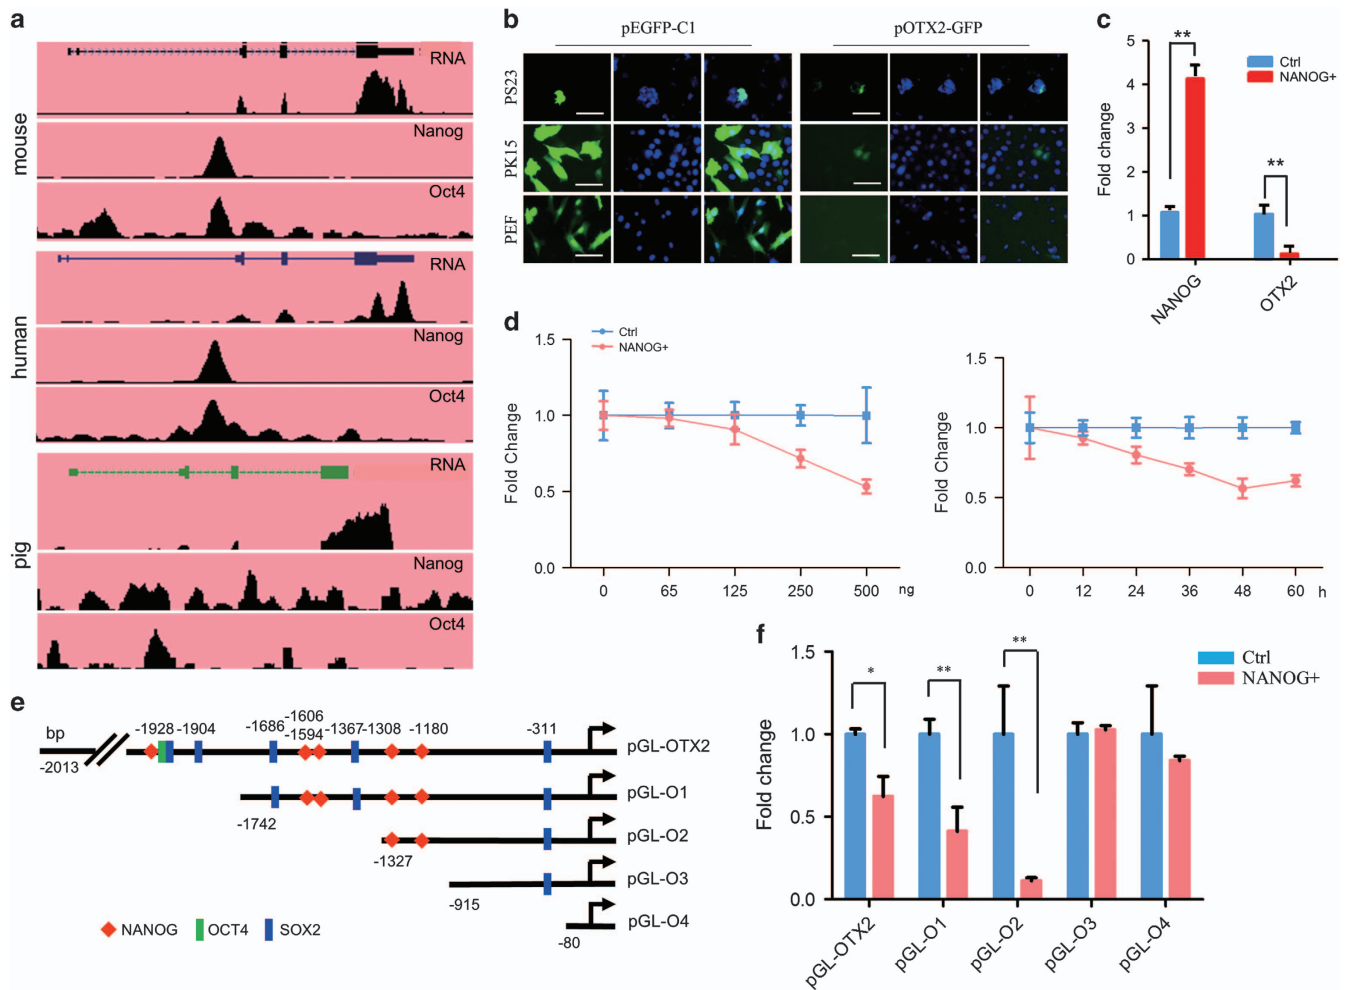 a
mouse
RNA
Nanog
Oct4
human
RNA
Nanog
Oct4
pig
RNA
Nanog
Oct4
b
pEGFP-C1
pOTX2-GFP
PS23
PK15
PEF
c
Fold change
5
4
3
2
1
0
**
**
Ctrl
NANOG+
NANOG
OTX2
d
Fold Change
1.5
1.0
0.5
0.0
Ctrl
NANOG+
0 65 125 250 500 ng
Fold Change
1.5
1.0
0.5
0.0
0 12 24 36 48 60 h
e
bp
-2013
-1928 -1904 -1686 -1606 -1594 -1367 -1308 -1180 -311
pGL-OTX2
-1742
pGL-O1
-1327
pGL-O2
-915
pGL-O3
-80
pGL-O4
NANOG OCT4 SOX2
f
Fold change
1.5
1.0
0.5
0.0
*
**
**
Ctrl
NANOG+
pGL-OTX2
pGL-O1
pGL-O2
pGL-O3
pGL-O4